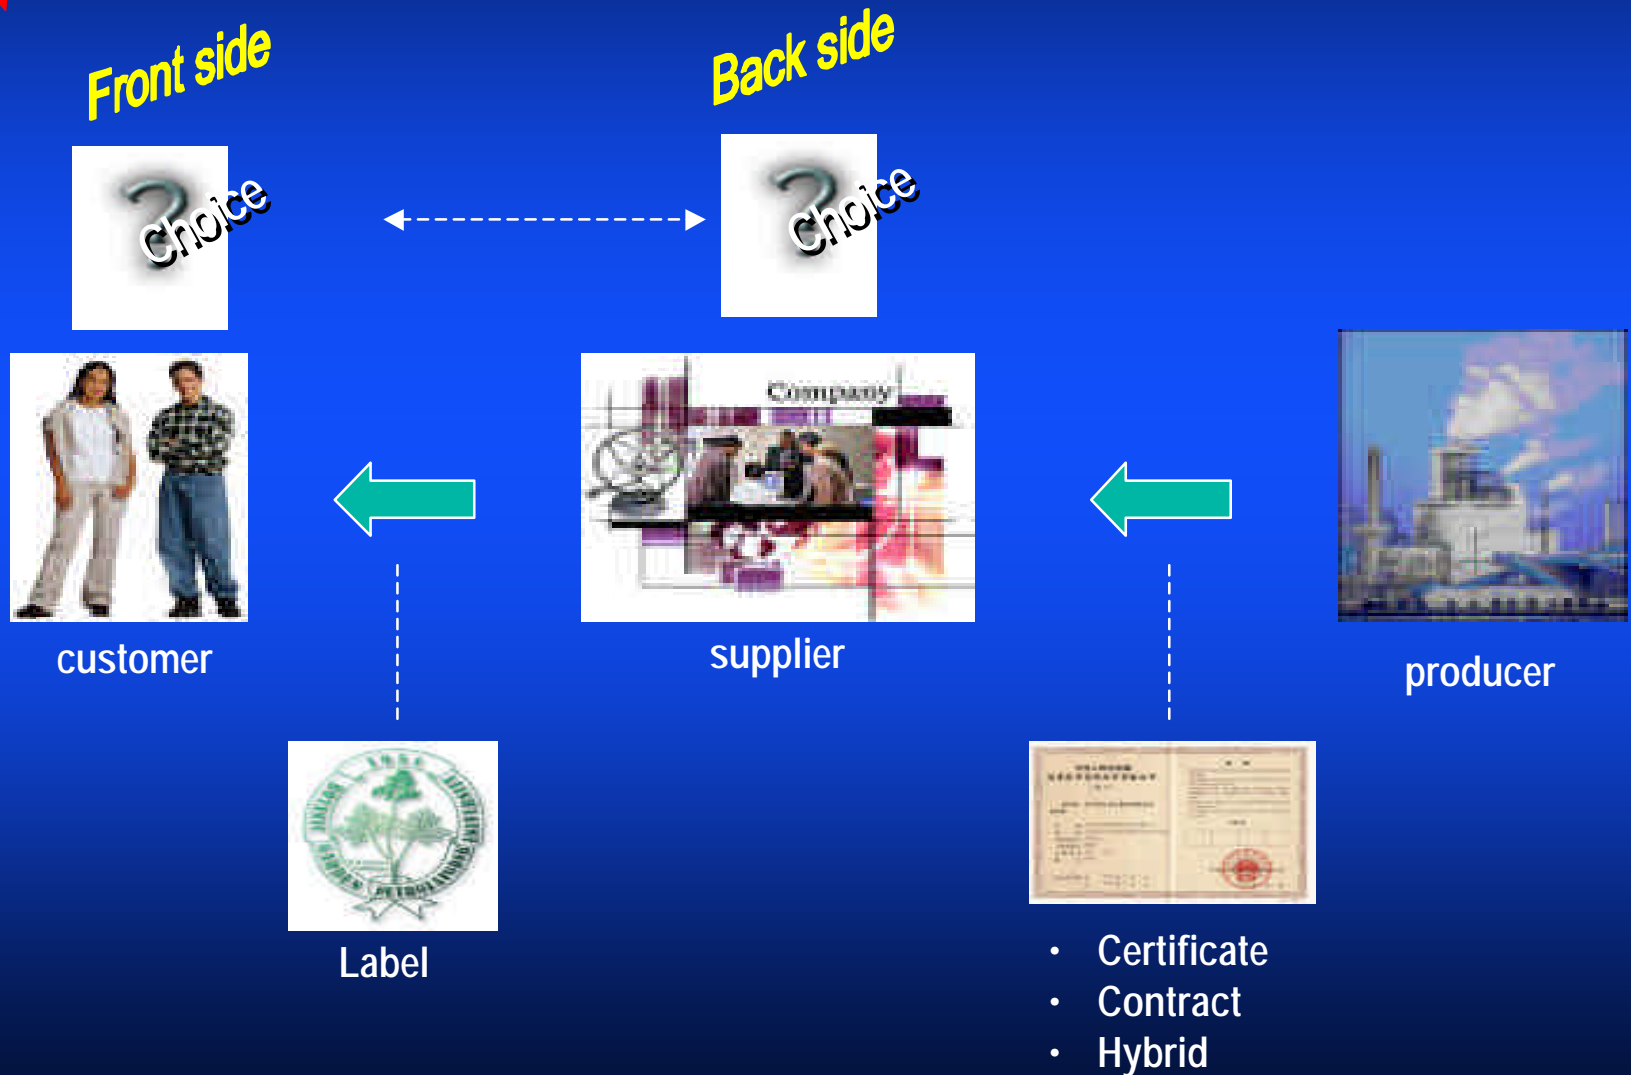 Front side
Back side
Choice
Choice
Company
customer
supplier
producer
Label
• Certificate
• Contract
• Hybrid